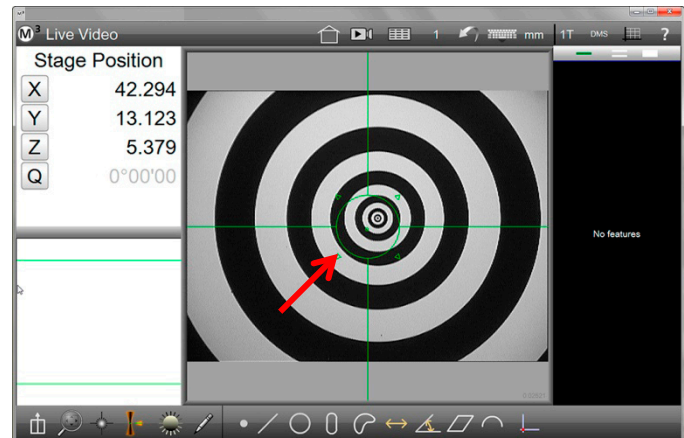 M³ Live Video
1
mm
1T
DMS
?
Stage Position
X 42.294
Y 13.123
Z 5.379
Q 0°00'00
No features